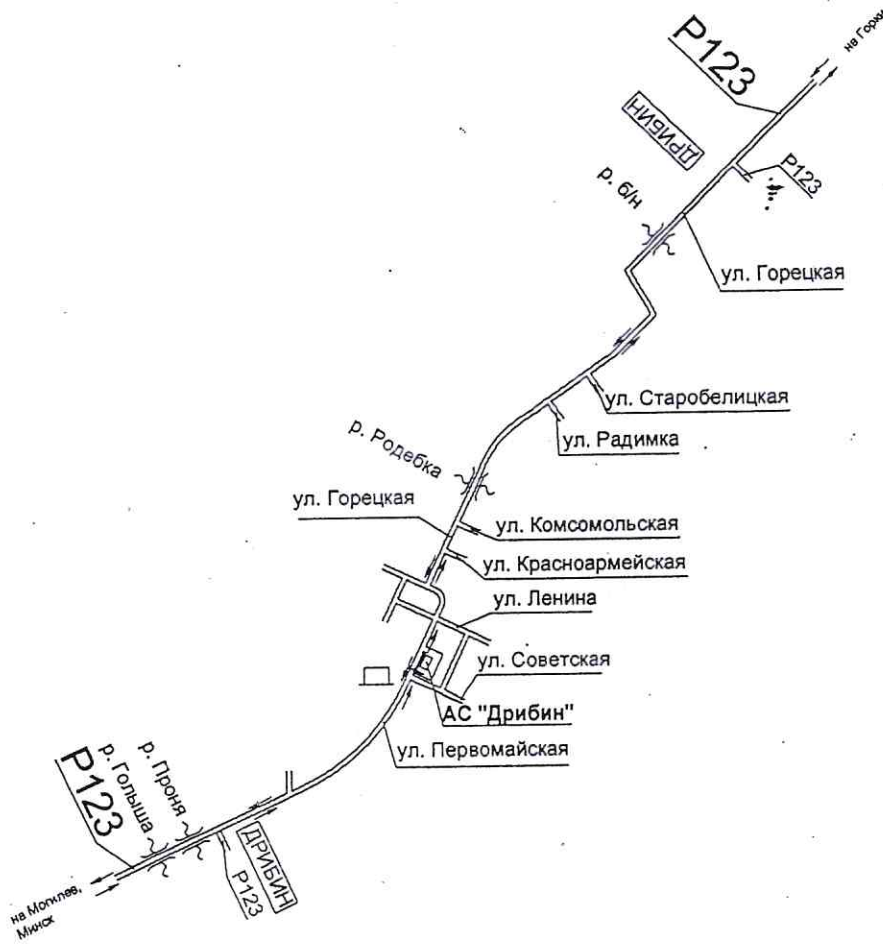 на Горки
Р123
ДРИБИН
Р123
р. б/н
ул. Горецкая
ул. Старобелицкая
ул. Радимка
р. Родебка
ул. Горецкая
ул. Комсомольская
ул. Красноармейская
ул. Ленина
ул. Советская
АС "Дрибин"
ул. Первомайская
р. Проня
р. Голыша
Р123
ДРИБИН
Р123
на Могилев,
Минск